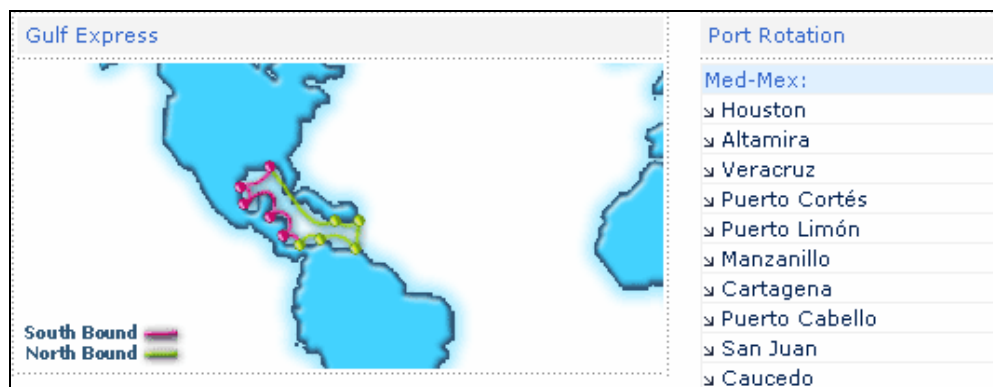 Gulf Express
South Bound
North Bound
Port Rotation
Med-Mex:
Houston
Altamira
Veracruz
Puerto Cortés
Puerto Limón
Manzanillo
Cartagena
Puerto Cabello
San Juan
Caucedo